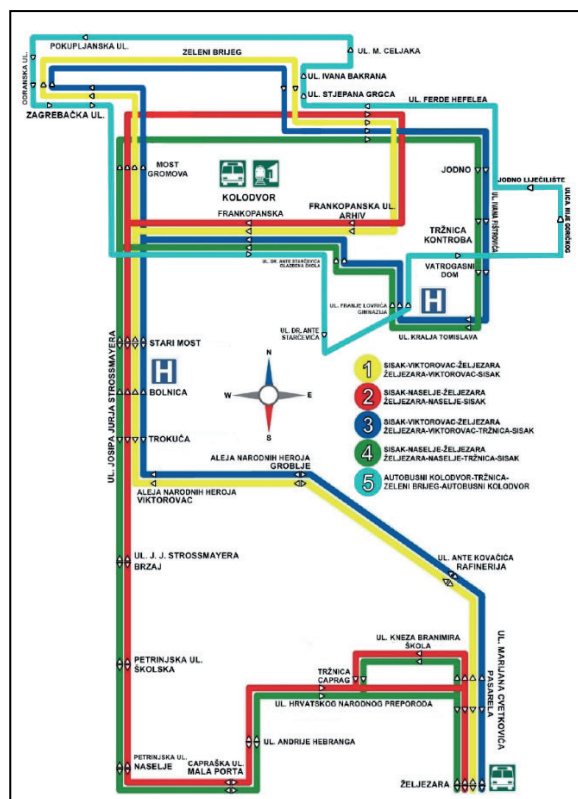 POKUPLJANSKA UL.
ZELENI BRIJEG
UL. M. CELJAKA
ODRANSKA UL.
UL. IVANA BAKRANA
UL. STJEPANA GRGCA
UL. FERDE HEFELEA
ZAGREBAČKA UL.
MOST
GROMOVA
KOLODVOR
JODNO
JODNO LIJEČILIŠTE
FRANKOPANSKA
FRANKOPANSKA UL.
ARHIV
UL. IVANA FISTROVIĆA
TRŽNICA
KONTROBA
VATROGASNI
DOM
UL. DR. ANTE STARČEVIĆA
GLAZBENA ŠKOLA
UL. FRANJE LOVRIĆA
GIMNAZIJA
H
UL. KRALJA TOMISLAVA
UL. DR. ANTE
STARČEVIĆA
STARI MOST
H
BOLNICA
TROKUĆA
UL. JOSIPA JURJA STROSSMAYERA
N
W
E
S
1 SISAK-VIKTOROVAC-ŽELJEZARA
ŽELJEZARA-VIKTOROVAC-SISAK
2 SISAK-NASELJE-ŽELJEZARA
ŽELJEZARA-NASELJE-SISAK
3 SISAK-VIKTOROVAC-ŽELJEZARA
ŽELJEZARA-VIKTOROVAC-TRŽNICA-SISAK
4 SISAK-NASELJE-ŽELJEZARA
ŽELJEZARA-NASELJE-TRŽNICA-SISAK
5 AUTOBUSNI KOLODVOR-TRŽNICA-
ZELENI BRIJEG-AUTOBUSNI KOLODVOR
ALEJA NARODNIH HEROJA
GROBLJE
ALEJA NARODNIH HEROJA
VIKTOROVAC
UL. ANTE KOVAČIĆA
RAFINERIJA
UL. J. J. STROSSMAYERA
BRZAJ
UL. KNEZA BRANIMIRA
ŠKOLA
UL. MARIJANA CVETKOVIĆA
PASARELA
PETRINJSKA UL.
ŠKOLSKA
TRŽNICA
CAPRAG
UL. HRVATSKOG NARODNOG PREPORODA
UL. ANDRIJE HEBRANGA
PETRINJSKA UL.
NASELJE
CAPRAŠKA UL.
MALA PORTA
ŽELJEZARA